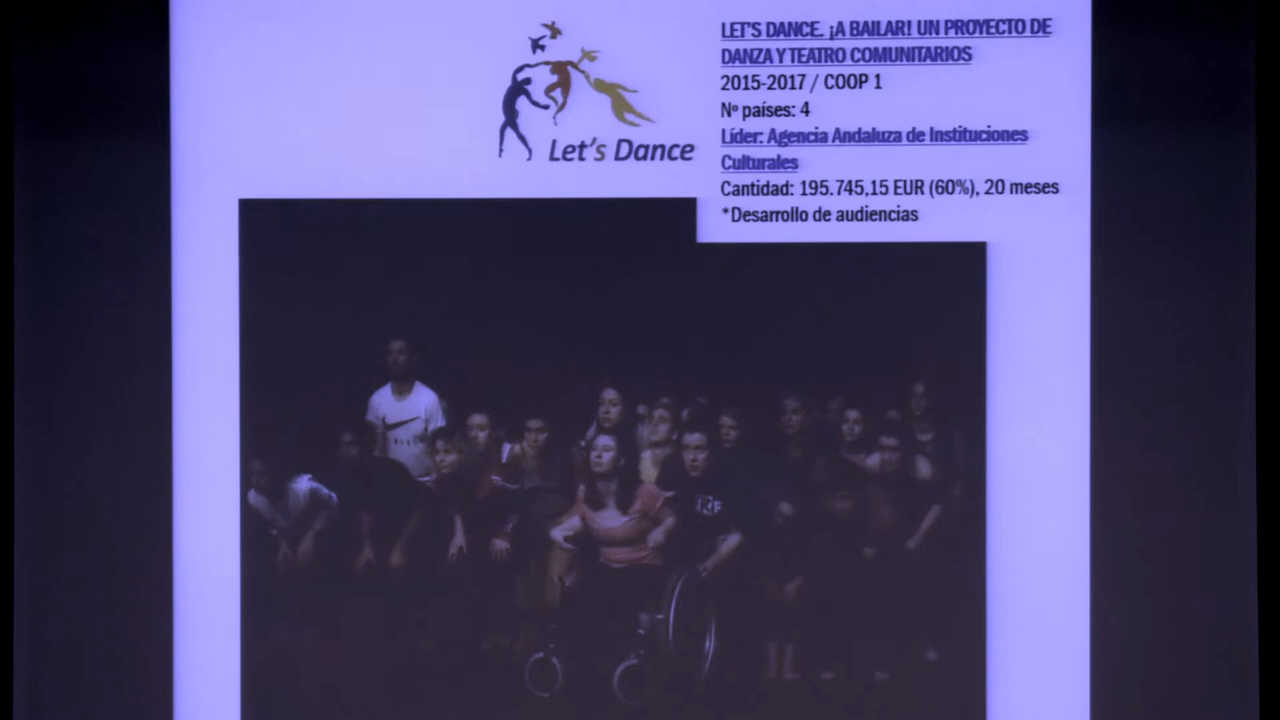 Let's Dance
LET'S DANCE. ¡A BAILAR! UN PROYECTO DE
DANZA Y TEATRO COMUNITARIOS
2015-2017 / COOP 1
Nº países: 4
Líder: Agencia Andaluza de Instituciones
Culturales
Cantidad: 195.745,15 EUR (60%), 20 meses
*Desarrollo de audiencias